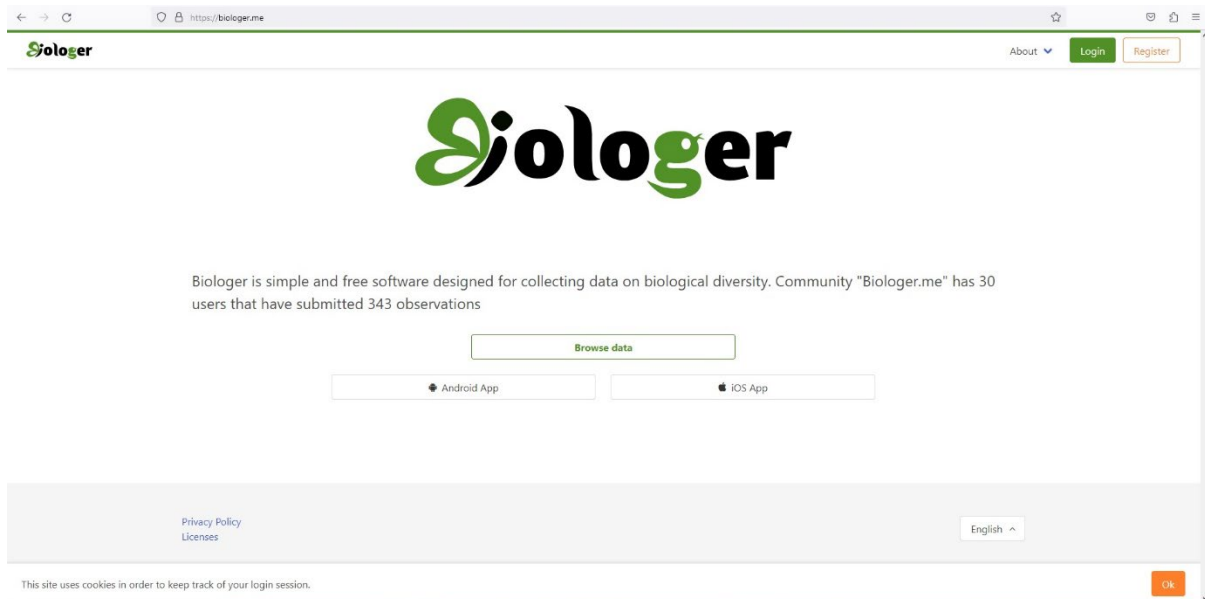 https://biologer.me
Biologer
About
Login
Register
Biologer
Biologer is simple and free software designed for collecting data on biological diversity. Community "Biologer.me" has 30
users that have submitted 343 observations
Browse data
Android App
iOS App
Privacy Policy
Licenses
English
This site uses cookies in order to keep track of your login session.
Ok